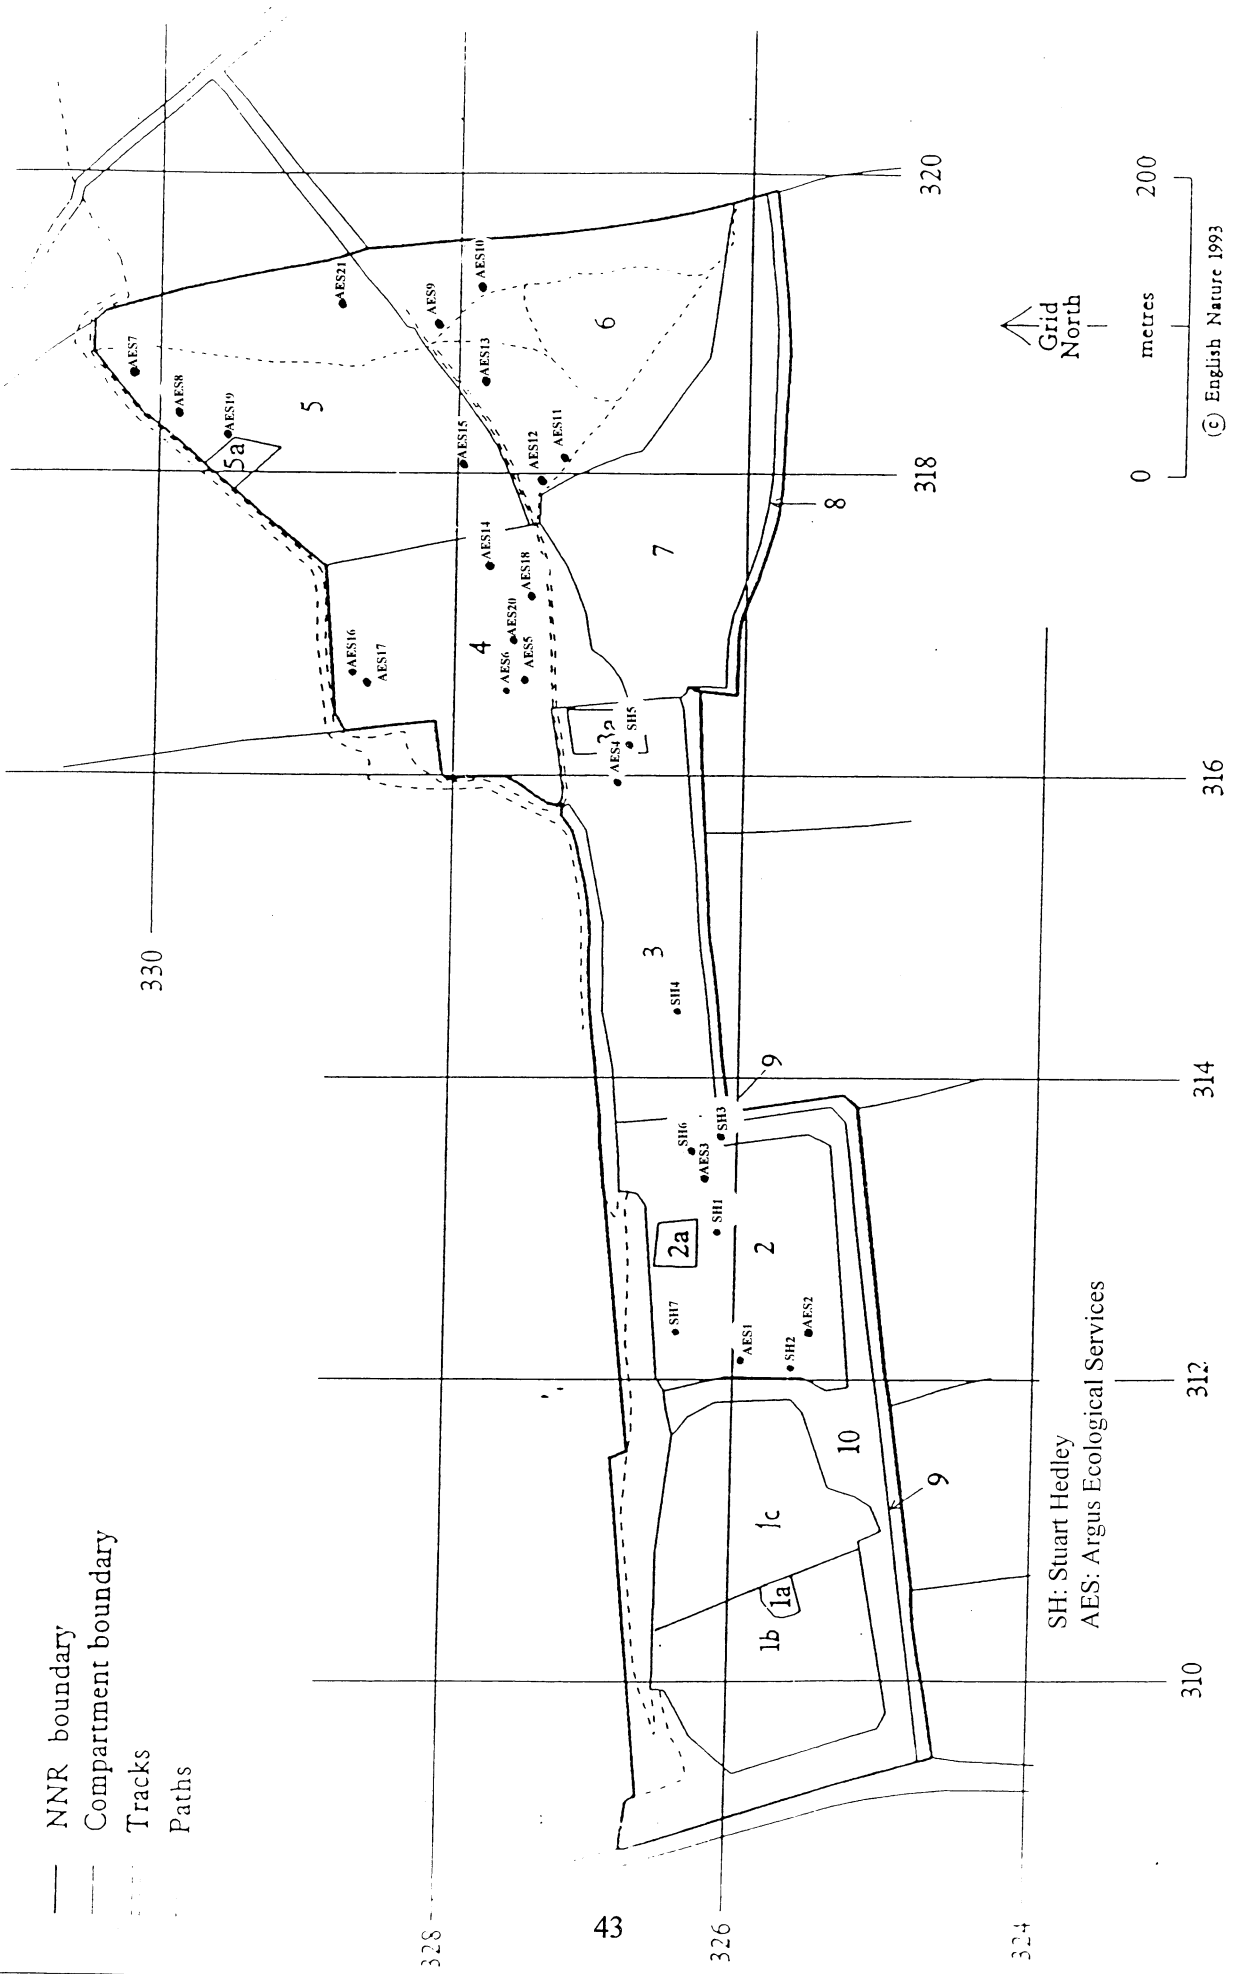 NNR boundary
Compartment boundary
Tracks
Paths
330
328
326
324
310
312
314
316
318
320
AES7
AES8
AES19
5a
5
AES21
AES9
AES10
AES13
6
AES15
AES12
AES11
AES14
AES18
AES20
AES6
AES5
4
AES16
AES17
7
8
3a
SH5
AES4
3
SH4
9
SH6
SH3
AES3
SH1
2a
2
SH7
AES1
SH2
AES2
10
9
1c
1a
1b
Grid
North
0 metres 200
(c) English Nature 1993
SH: Stuart Hedley
AES: Argus Ecological Services
43